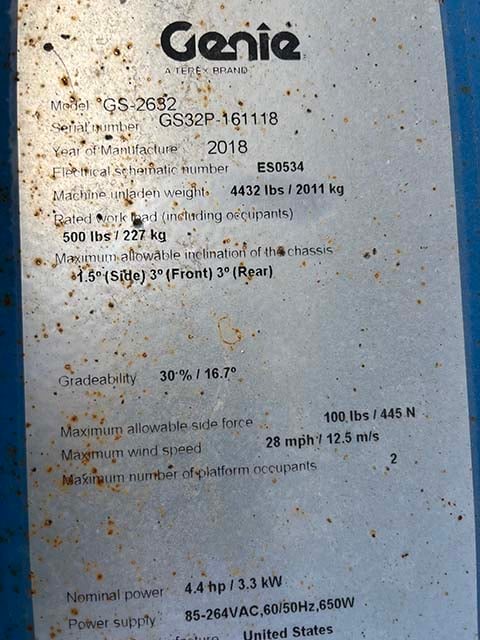 Genie
A TEREX BRAND
Model GS-2632
Serial number GS32P-161118
Year of Manufacture 2018
Electrical schematic number ES0534
Machine unladen weight 4432 lbs / 2011 kg
Rated work load (including occupants)
500 lbs / 227 kg
Maximum allowable inclination of the chassis
1.5º (Side) 3º (Front) 3º (Rear)
Gradeability 30 % / 16.7º
Maximum allowable side force 100 lbs / 445 N
Maximum wind speed 28 mph / 12.5 m/s
Maximum number of platform occupants 2
Nominal power 4.4 hp / 3.3 kW
Power supply 85-264VAC,60/50Hz,650W
United States